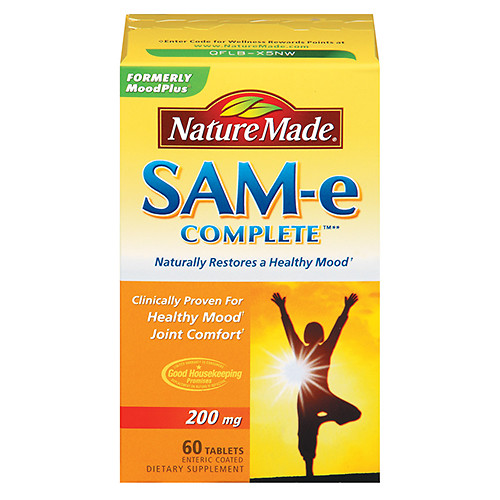 Enter Code for Wellness Rewards Points at
www.NatureMade.com
QFLB-X5NW
FORMERLY
MoodPlus
Nature Made®
SAM-e
COMPLETE™**
Naturally Restores a Healthy Mood†
Clinically Proven For
Healthy Mood†
Joint Comfort†
Good Housekeeping
Promises
200 mg
60 TABLETS
ENTERIC COATED
DIETARY SUPPLEMENT